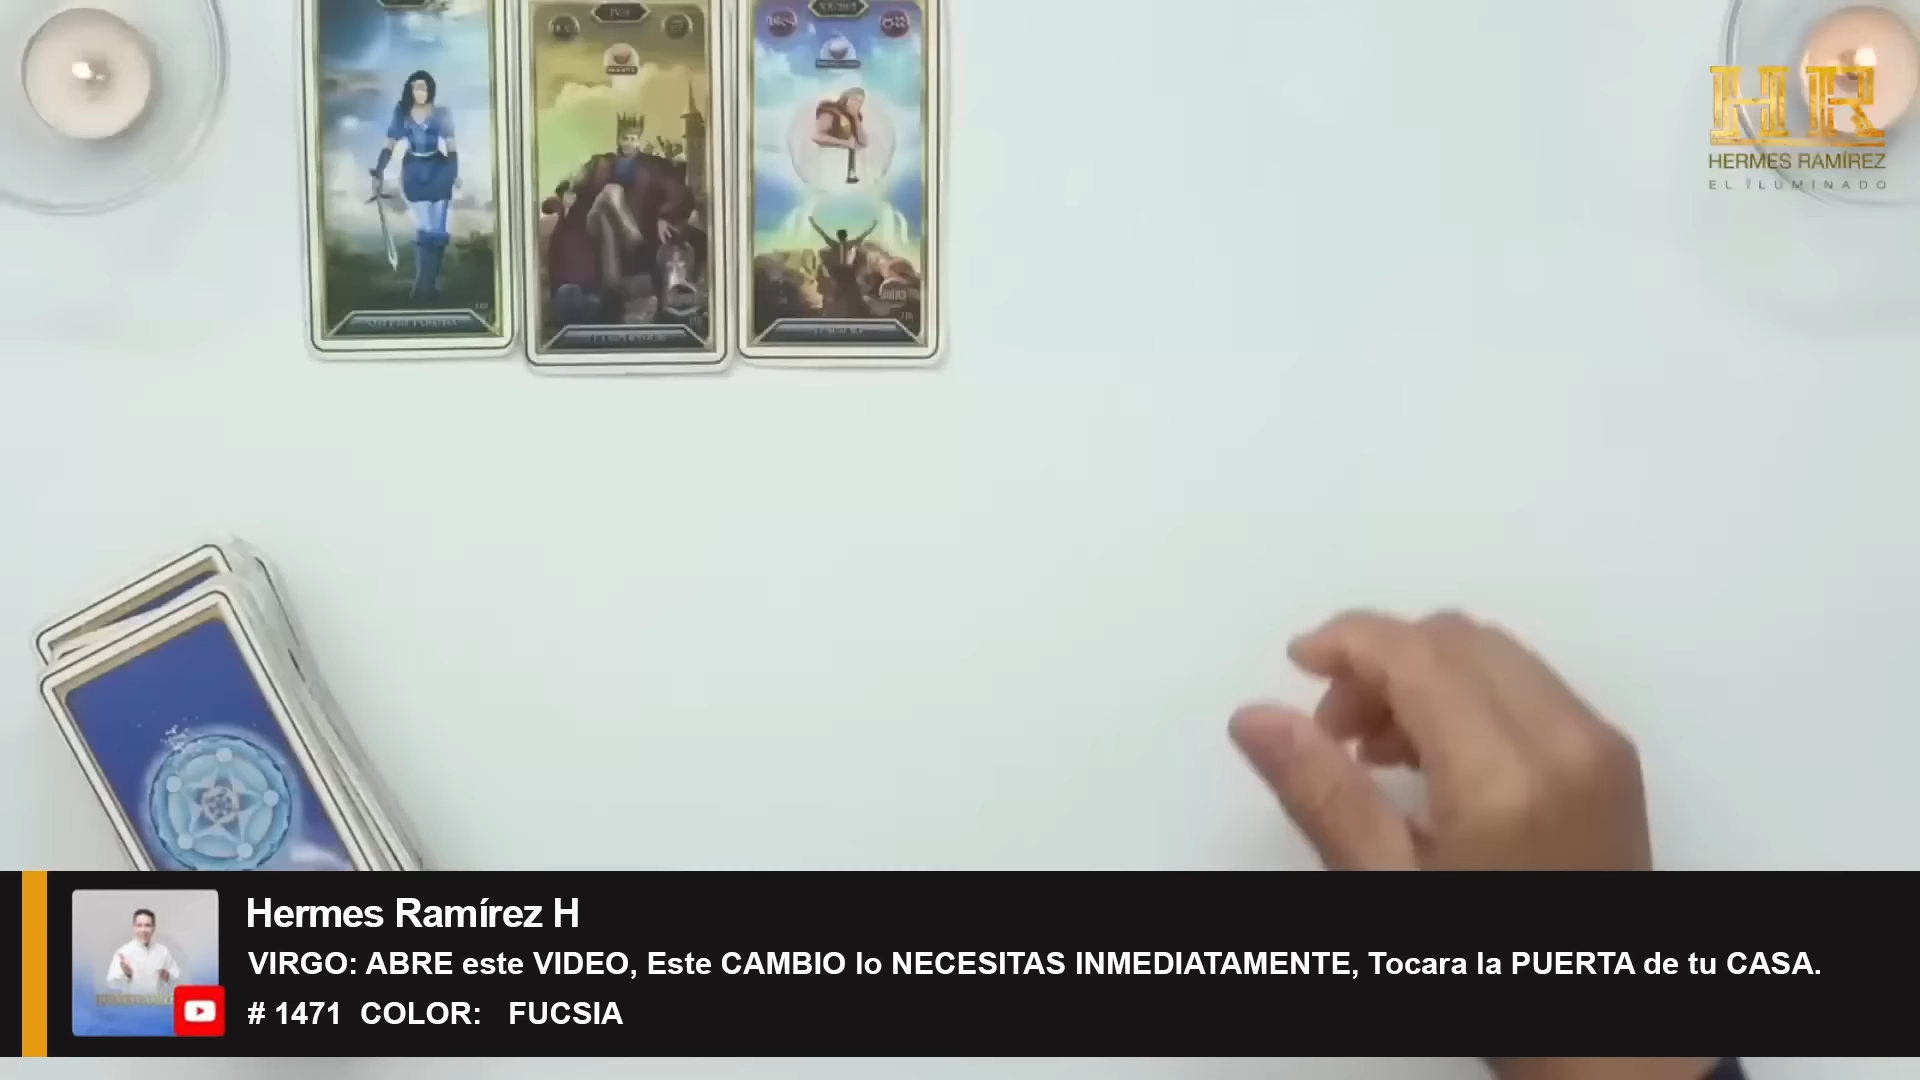 HR
HERMES RAMÍREZ
EL ILUMINADO
Hermes Ramírez H
VIRGO: ABRE este VIDEO, Este CAMBIO lo NECESITAS INMEDIATAMENTE, Tocara la PUERTA de tu CASA.
# 1471 COLOR: FUCSIA